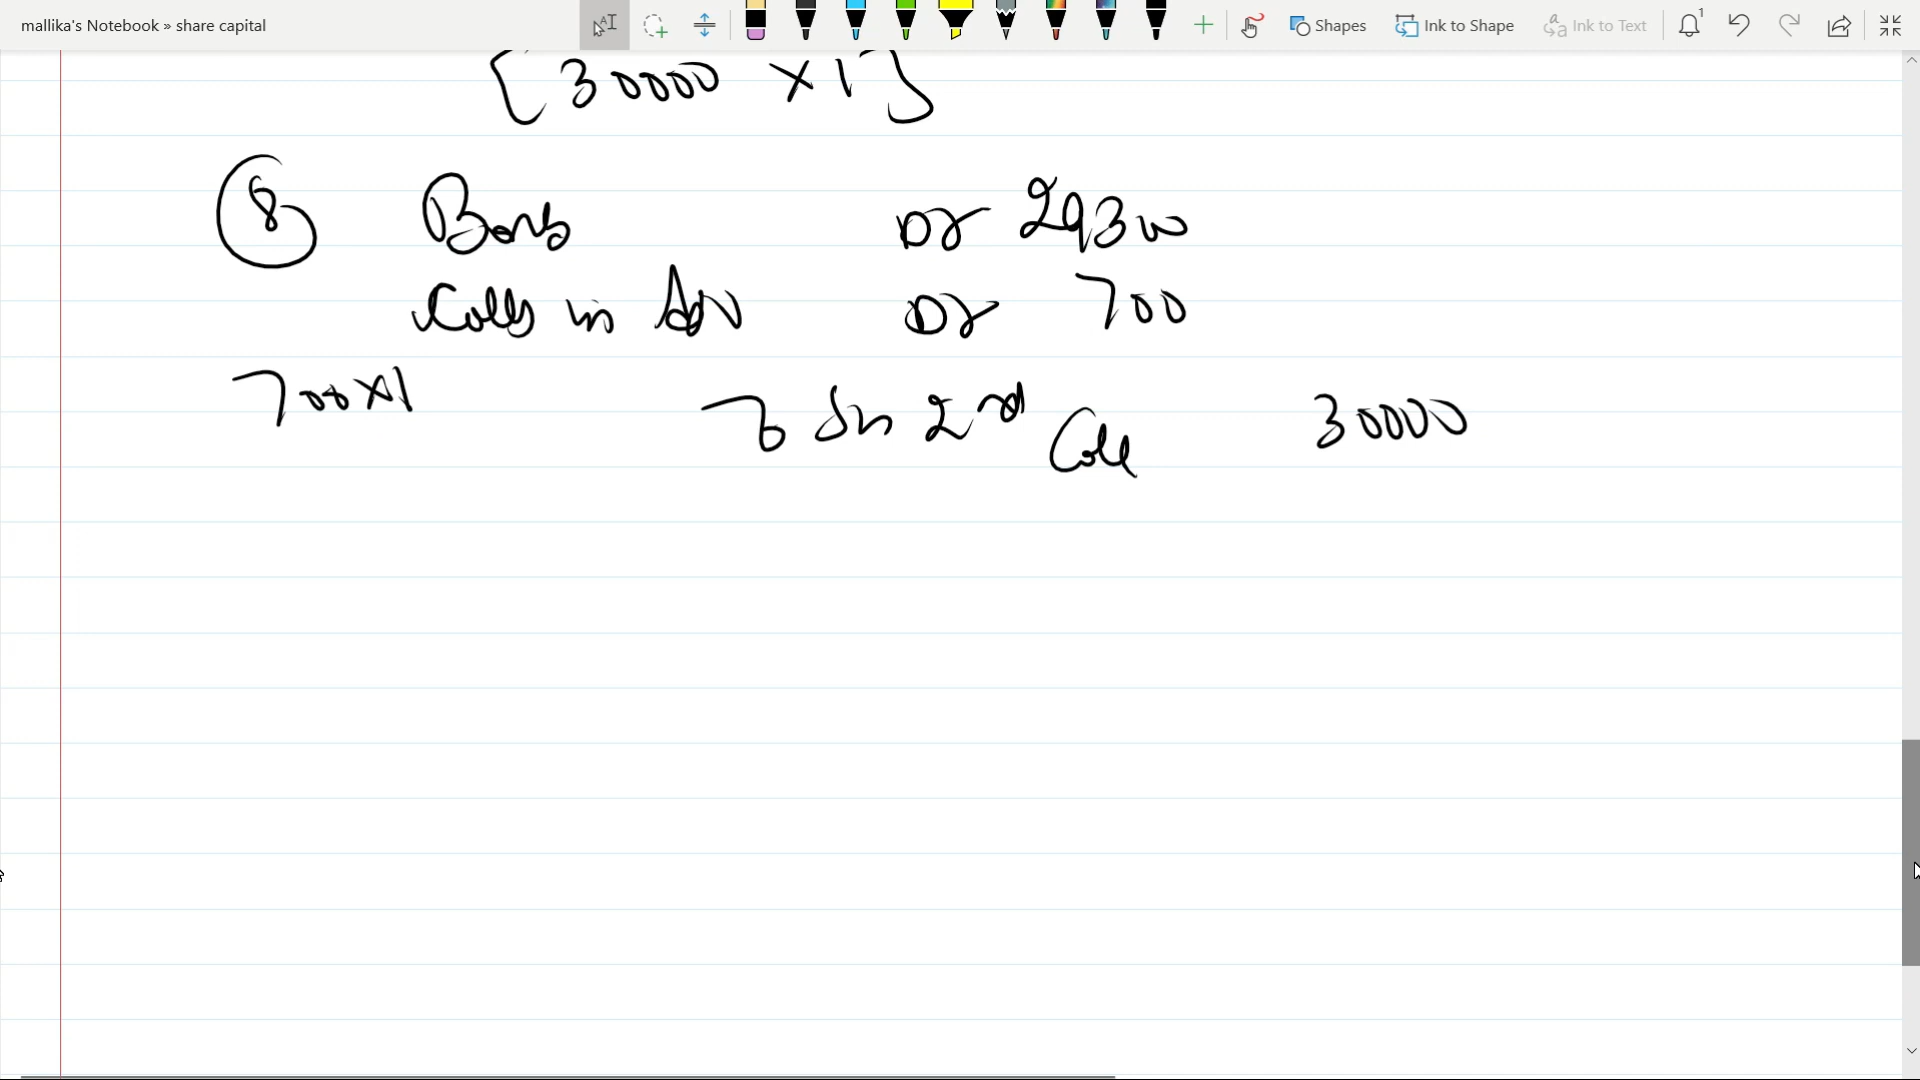 mallika's Notebook » share capital
Shapes
Ink to Shape
Ink to Text
1
[30000 X1]
8 Bank Dr 29300
Calls in Adv Dr 700
700X1
To Sh 2nd Call 30000